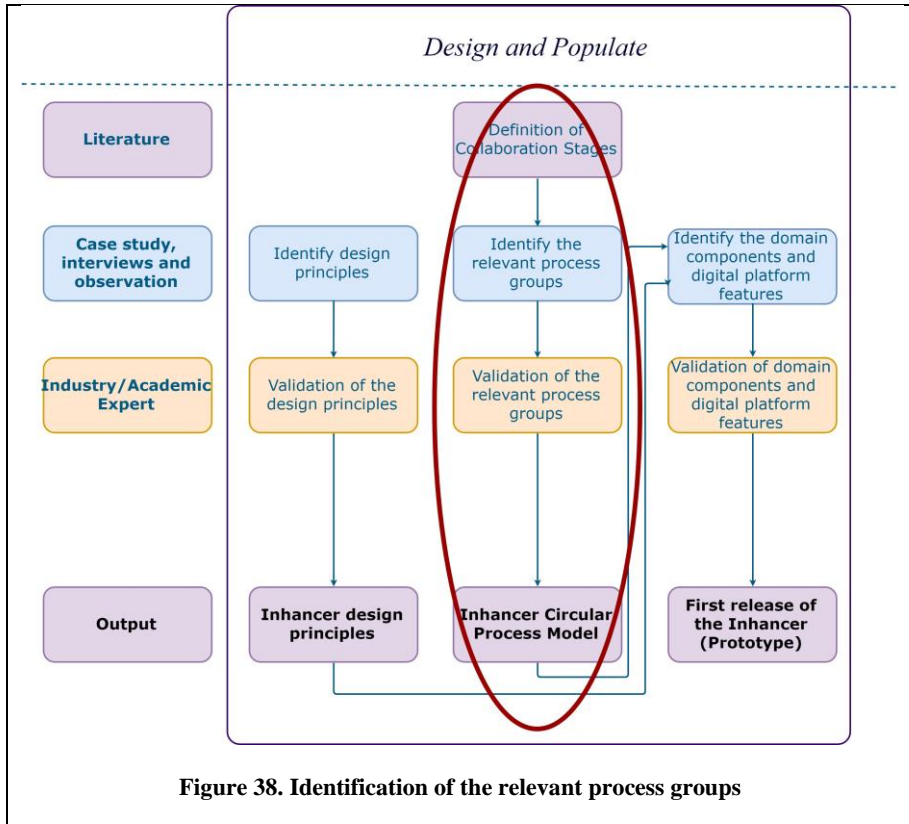 Design and Populate
Literature
Definition of
Collaboration Stages
Case study,
interviews and
observation
Identify design
principles
Identify the
relevant process
groups
Identify the domain
components and
digital platform
features
Industry/Academic
Expert
Validation of the
design principles
Validation of the
relevant process
groups
Validation of domain
components and
digital platform
features
Output
Inhancer design
principles
Inhancer Circular
Process Model
First release of
the Inhancer
(Prototype)
Figure 38. Identification of the relevant process groups